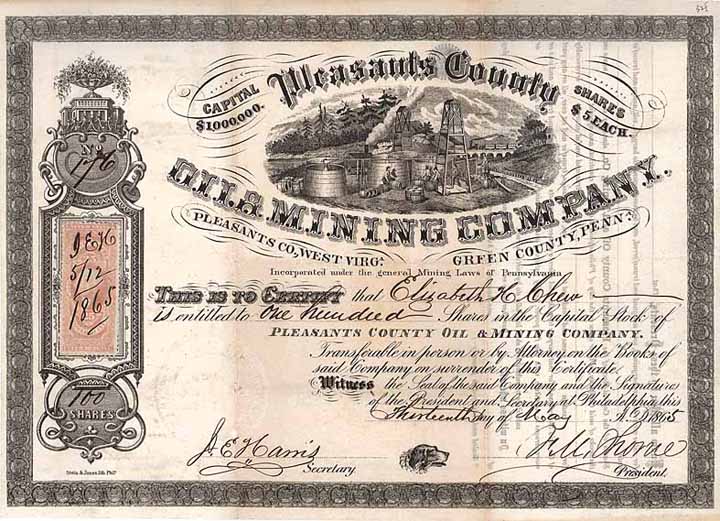 525
Pleasants County
CAPITAL
$1000,000.
SHARES
$5 EACH.
OIL & MINING COMPANY.
PLEASANTS CO, WEST VIRG:
GREEN COUNTY, PENN:
Incorporated under the general Mining Laws of Pennsylvania
No
176
THIS IS TO CERTIFY that Elizabeth H. Chew
is entitled to One hundred Shares in the Capital Stock of
PLEASANTS COUNTY OIL & MINING COMPANY.
Transferable in person or by Attorney on the Books of
said Company on surrender of this Certificate.
Witness the Seal of the said Company and the Signatures
of the President and Secretary at Philadelphia this
Thirteenth day of May A.D. 1865
J.E.H
5/12
1865
100
SHARES
J. E. Harris
Secretary
President.